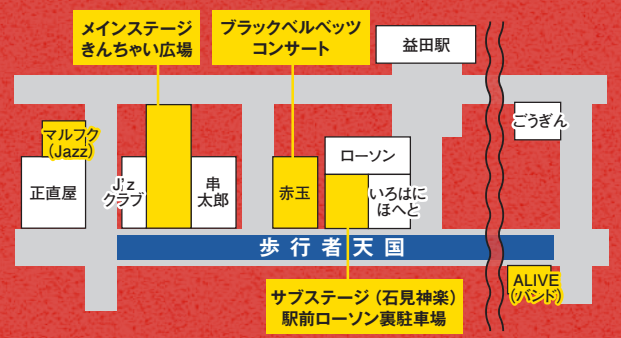 メインステージ
きんちゃい広場
ブラックベルベッツ
コンサート
益田駅
マルフク
(Jazz)
ごうぎん
正直屋
J'z
クラブ
串
太郎
赤玉
ローソン
いろはに
ほへと
歩行者天国
サブステージ(石見神楽)
駅前ローソン裏駐車場
ALIVE
(バンド)